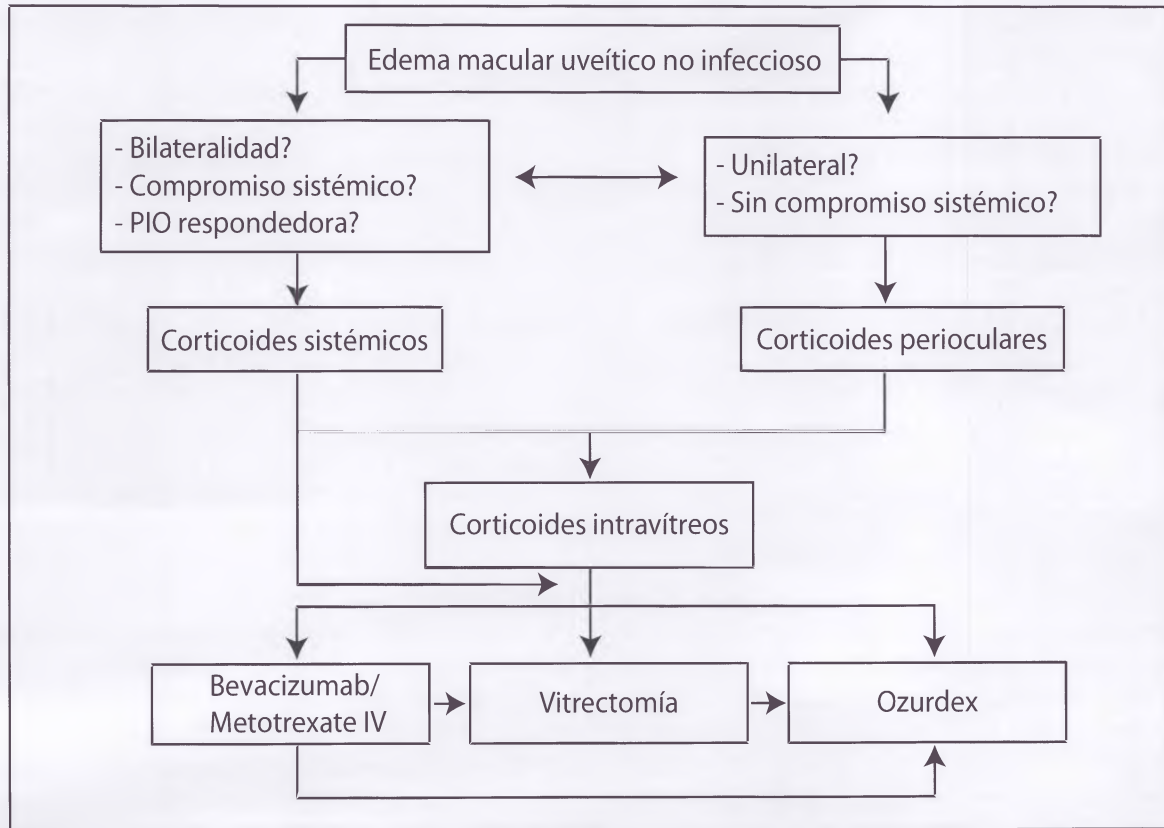 Edema macular uveítico no infeccioso
- Bilateralidad?
- Compromiso sistémico?
- PIO respondedora?
- Unilateral?
- Sin compromiso sistémico?
Corticoides sistémicos
Corticoides perioculares
Corticoides intravítreos
Bevacizumab/
Metotrexate IV
Vitrectomía
Ozurdex